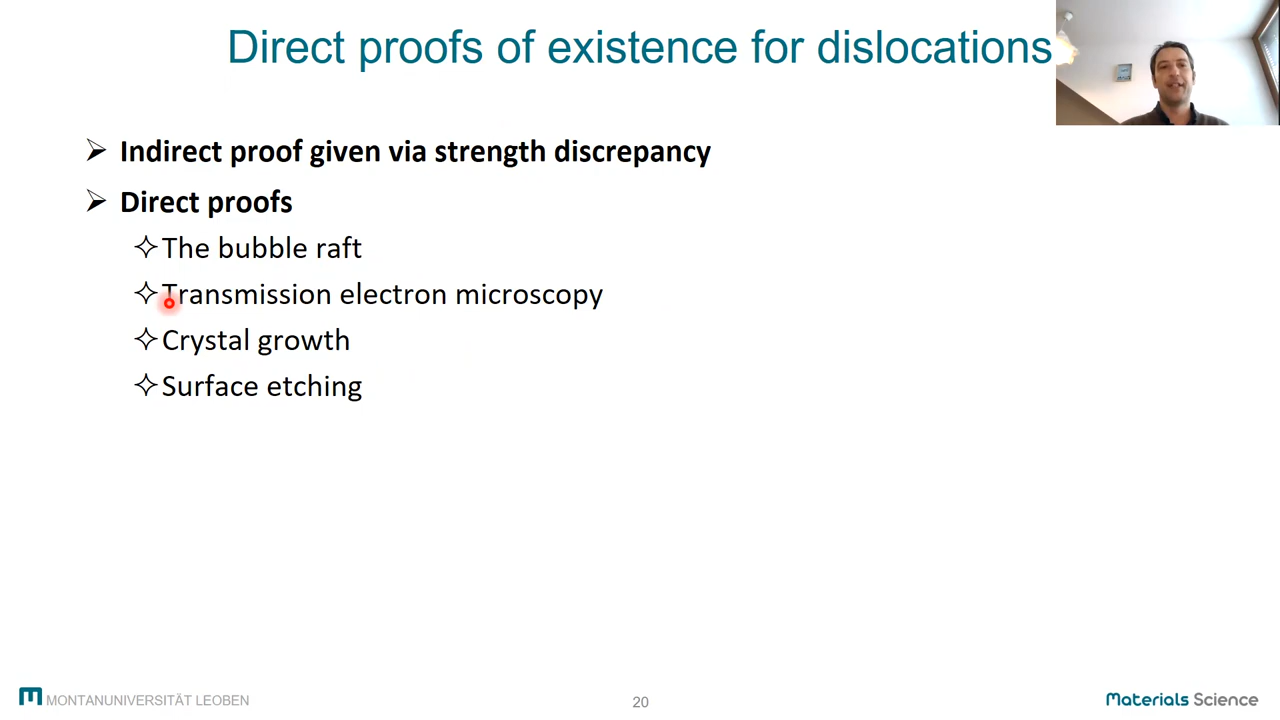 Direct proofs of existence for dislocations
Indirect proof given via strength discrepancy
Direct proofs
The bubble raft
Transmission electron microscopy
Crystal growth
Surface etching
MONTANUNIVERSITÄT LEOBEN
20
Materials Science